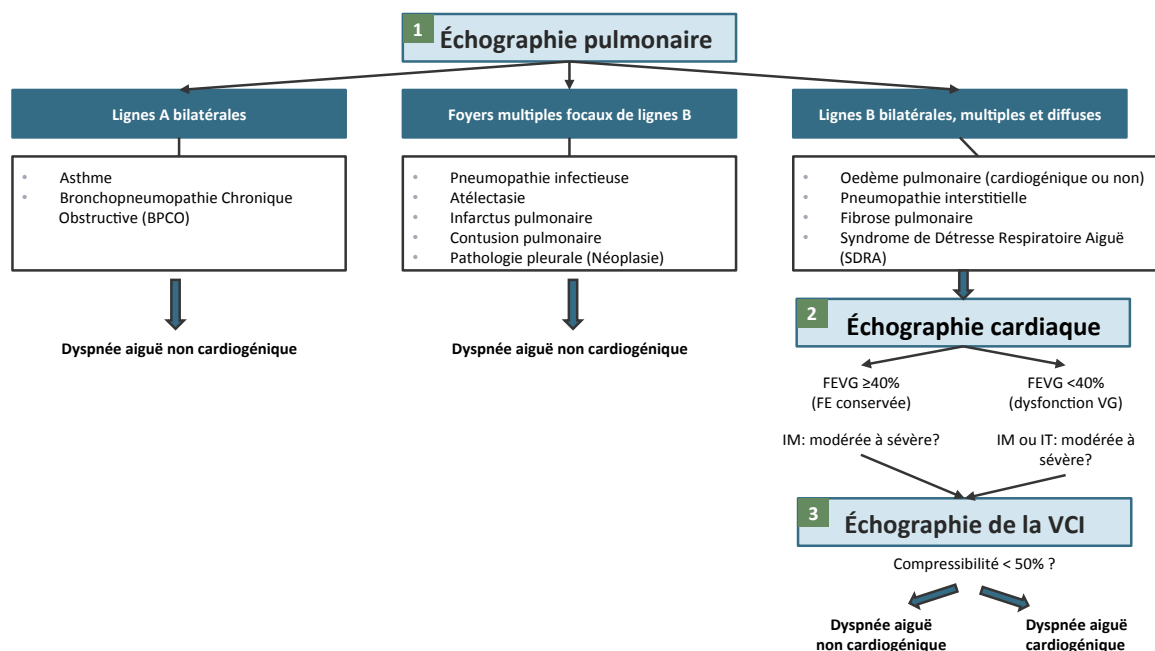 1
Échographie pulmonaire
Lignes A bilatérales
Foyers multiples focaux de lignes B
Lignes B bilatérales, multiples et diffuses
• Asthme
• Bronchopneumopathie Chronique
Obstructive (BPCO)
• Pneumopathie infectieuse
• Atélectasie
• Infarctus pulmonaire
• Contusion pulmonaire
• Pathologie pleurale (Néoplasie)
• Oedème pulmonaire (cardiogénique ou non)
• Pneumopathie interstitielle
• Fibrose pulmonaire
• Syndrome de Détresse Respiratoire Aiguë
(SDRA)
Dyspnée aiguë non cardiogénique
Dyspnée aiguë non cardiogénique
2
Échographie cardiaque
FEVG ≥40%
(FE conservée)
FEVG <40%
(dysfonction VG)
IM: modérée à sévère?
IM ou IT: modérée à
sévère?
3
Échographie de la VCI
Compressibilité < 50% ?
Dyspnée aiguë
non cardiogénique
Dyspnée aiguë
cardiogénique